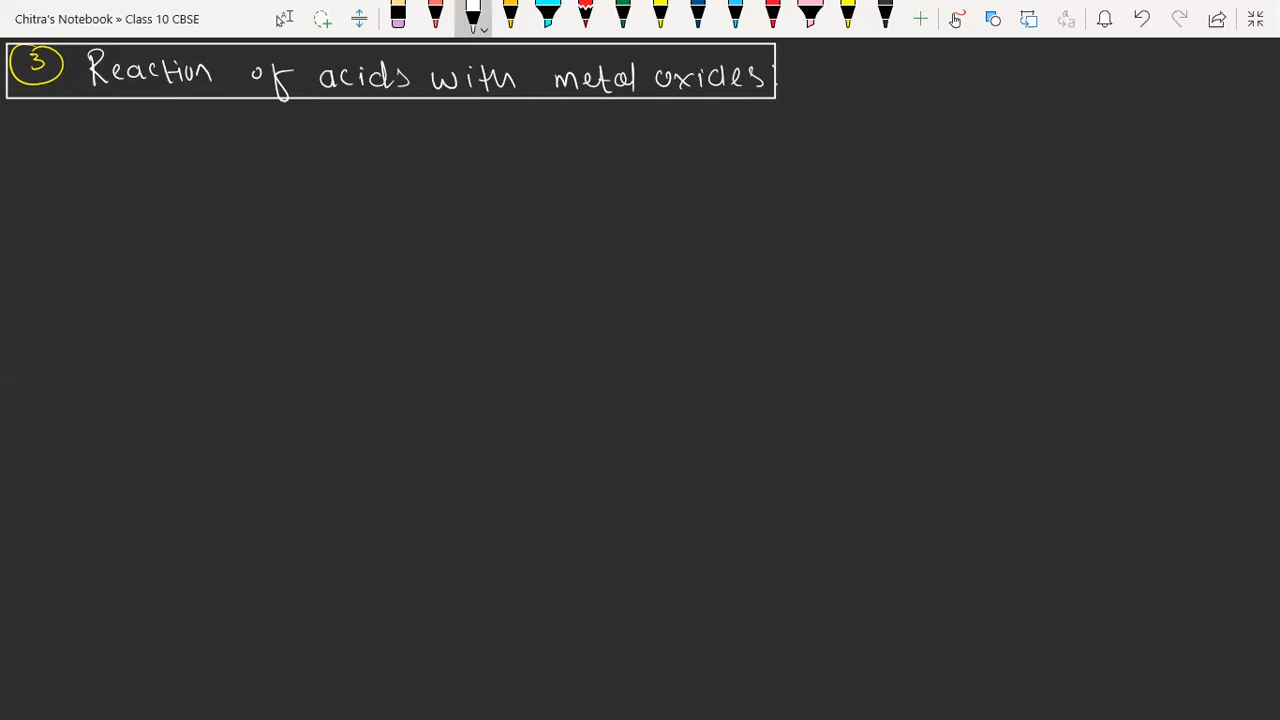 Chitra's Notebook » Class 10 CBSE
3 Reaction of acids with metal oxides: